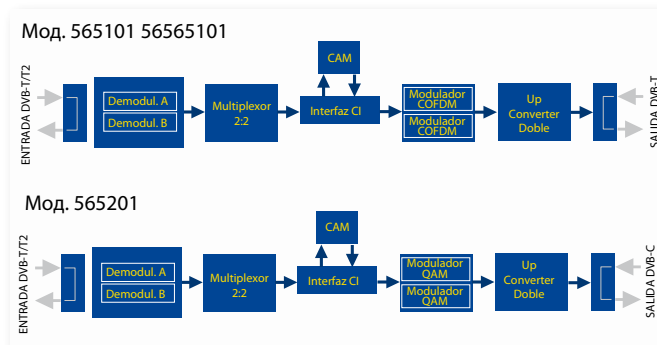 Мод. 565101 56565101
ENTRADA DVB-T/T2
Demodul. A
Demodul. B
Multiplexor
2:2
CAM
Interfaz CI
Modulador
COFDM
Modulador
COFDM
Up
Converter
Doble
SALIDA DVB-T
Мод. 565201
ENTRADA DVB-T/T2
Demodul. A
Demodul. B
Multiplexor
2:2
CAM
Interfaz CI
Modulador
QAM
Modulador
QAM
Up
Converter
Doble
SALIDA DVB-C